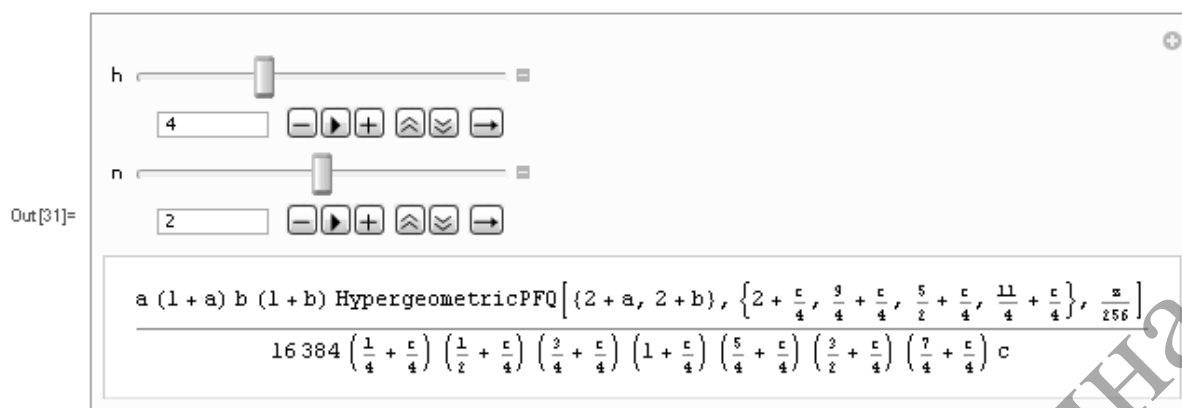 h
4
n
Out[31]=
2
a (1 + a) b (1 + b) HypergeometricPFQ[{2 + a, 2 + b}, {2 + c/4, 9/4 + c/4, 5/2 + c/4, 11/4 + c/4}, z/256]
16 384 (1/4 + c/4) (1/2 + c/4) (3/4 + c/4) (1 + c/4) (5/4 + c/4) (3/2 + c/4) (7/4 + c/4) c